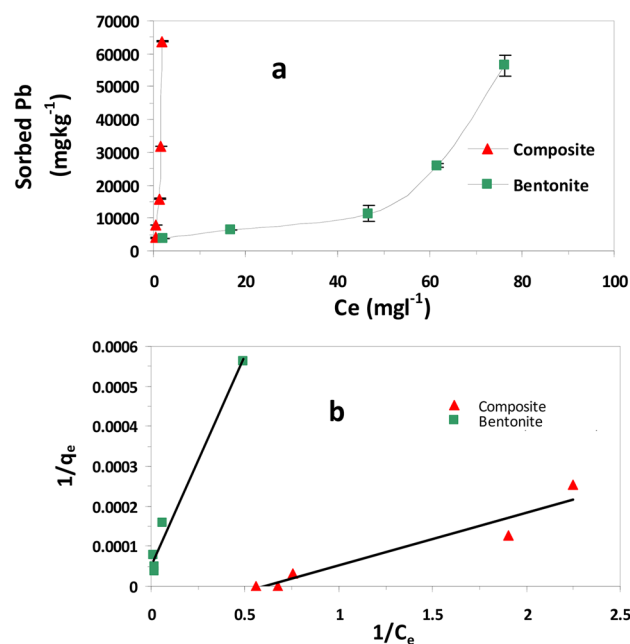 a
Sorbed Pb
(mgkg-1)
70000
60000
50000
40000
30000
20000
10000
0
Composite
Bentonite
0 20 40 60 80 100
Ce (mgl-1)
b
1/qe
0.0006
0.0005
0.0004
0.0003
0.0002
0.0001
0
Composite
Bentonite
0 0.5 1 1.5 2 2.5
1/Ce